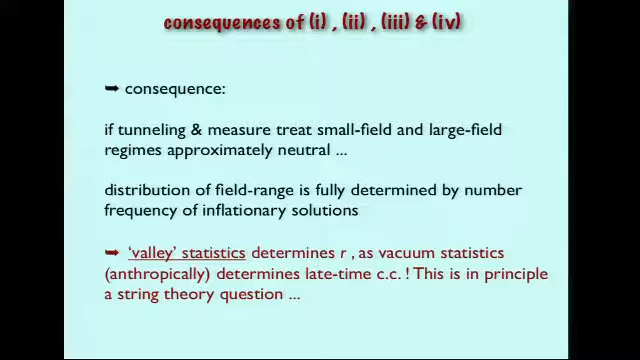 consequences of (i) , (ii) , (iii) & (iv)
➥ consequence:
if tunneling & measure treat small-field and large-field
regimes approximately neutral ...
distribution of field-range is fully determined by number
frequency of inflationary solutions
➥ 'valley' statistics determines r , as vacuum statistics
(anthropically) determines late-time c.c. ! This is in principle
a string theory question ...